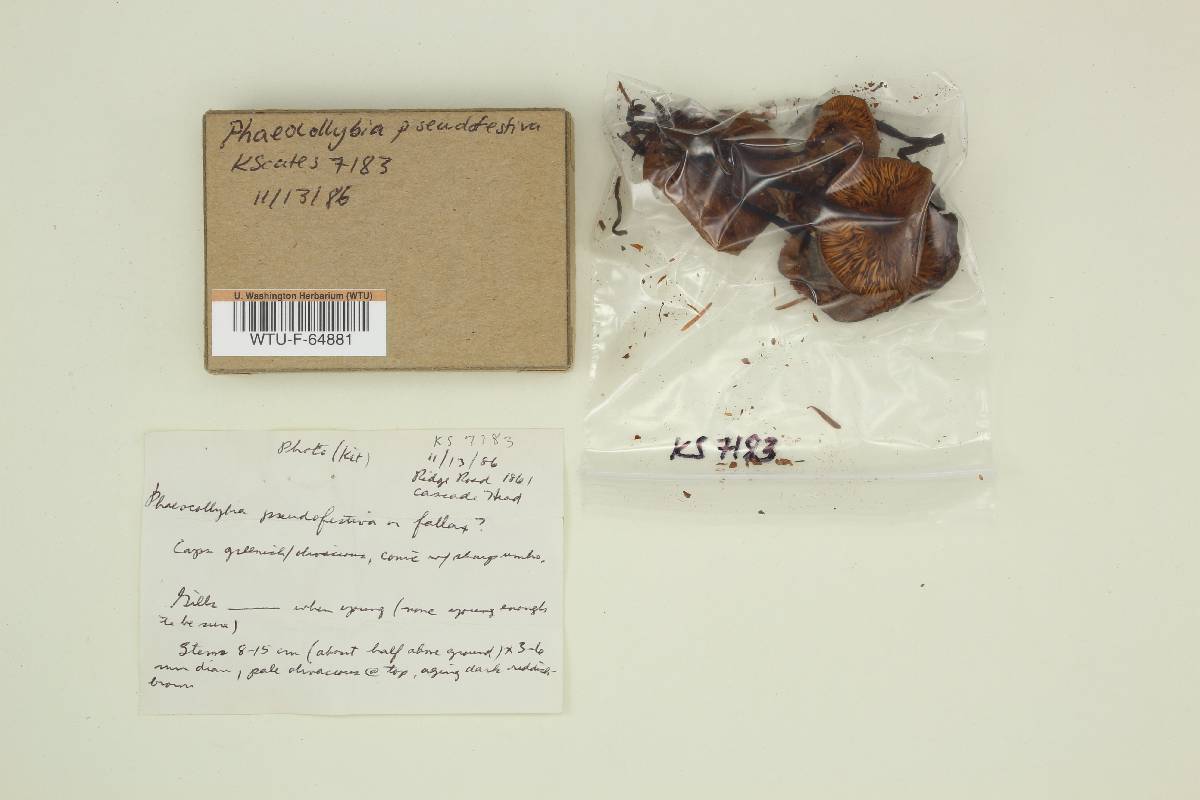 Phaeocollybia pseudofestiva
KScates 7183
11/13/86
U. Washington Herbarium (WTU)
WTU-F-64881
KS 7183
Photo (Kit)
KS 7183
11/13/86
Ridge Road 1861
Cascade Head
Phaeocollybia pseudofestiva or fallax?
Caps greenish/olivaceous, conic w/ sharp umbo.
Gills _____ when young (none young enough
to be sure)
Stems 8-15 cm (about half above ground) x 3-6
mm diam, pale olivaceous @ top, aging dark reddish-
brown